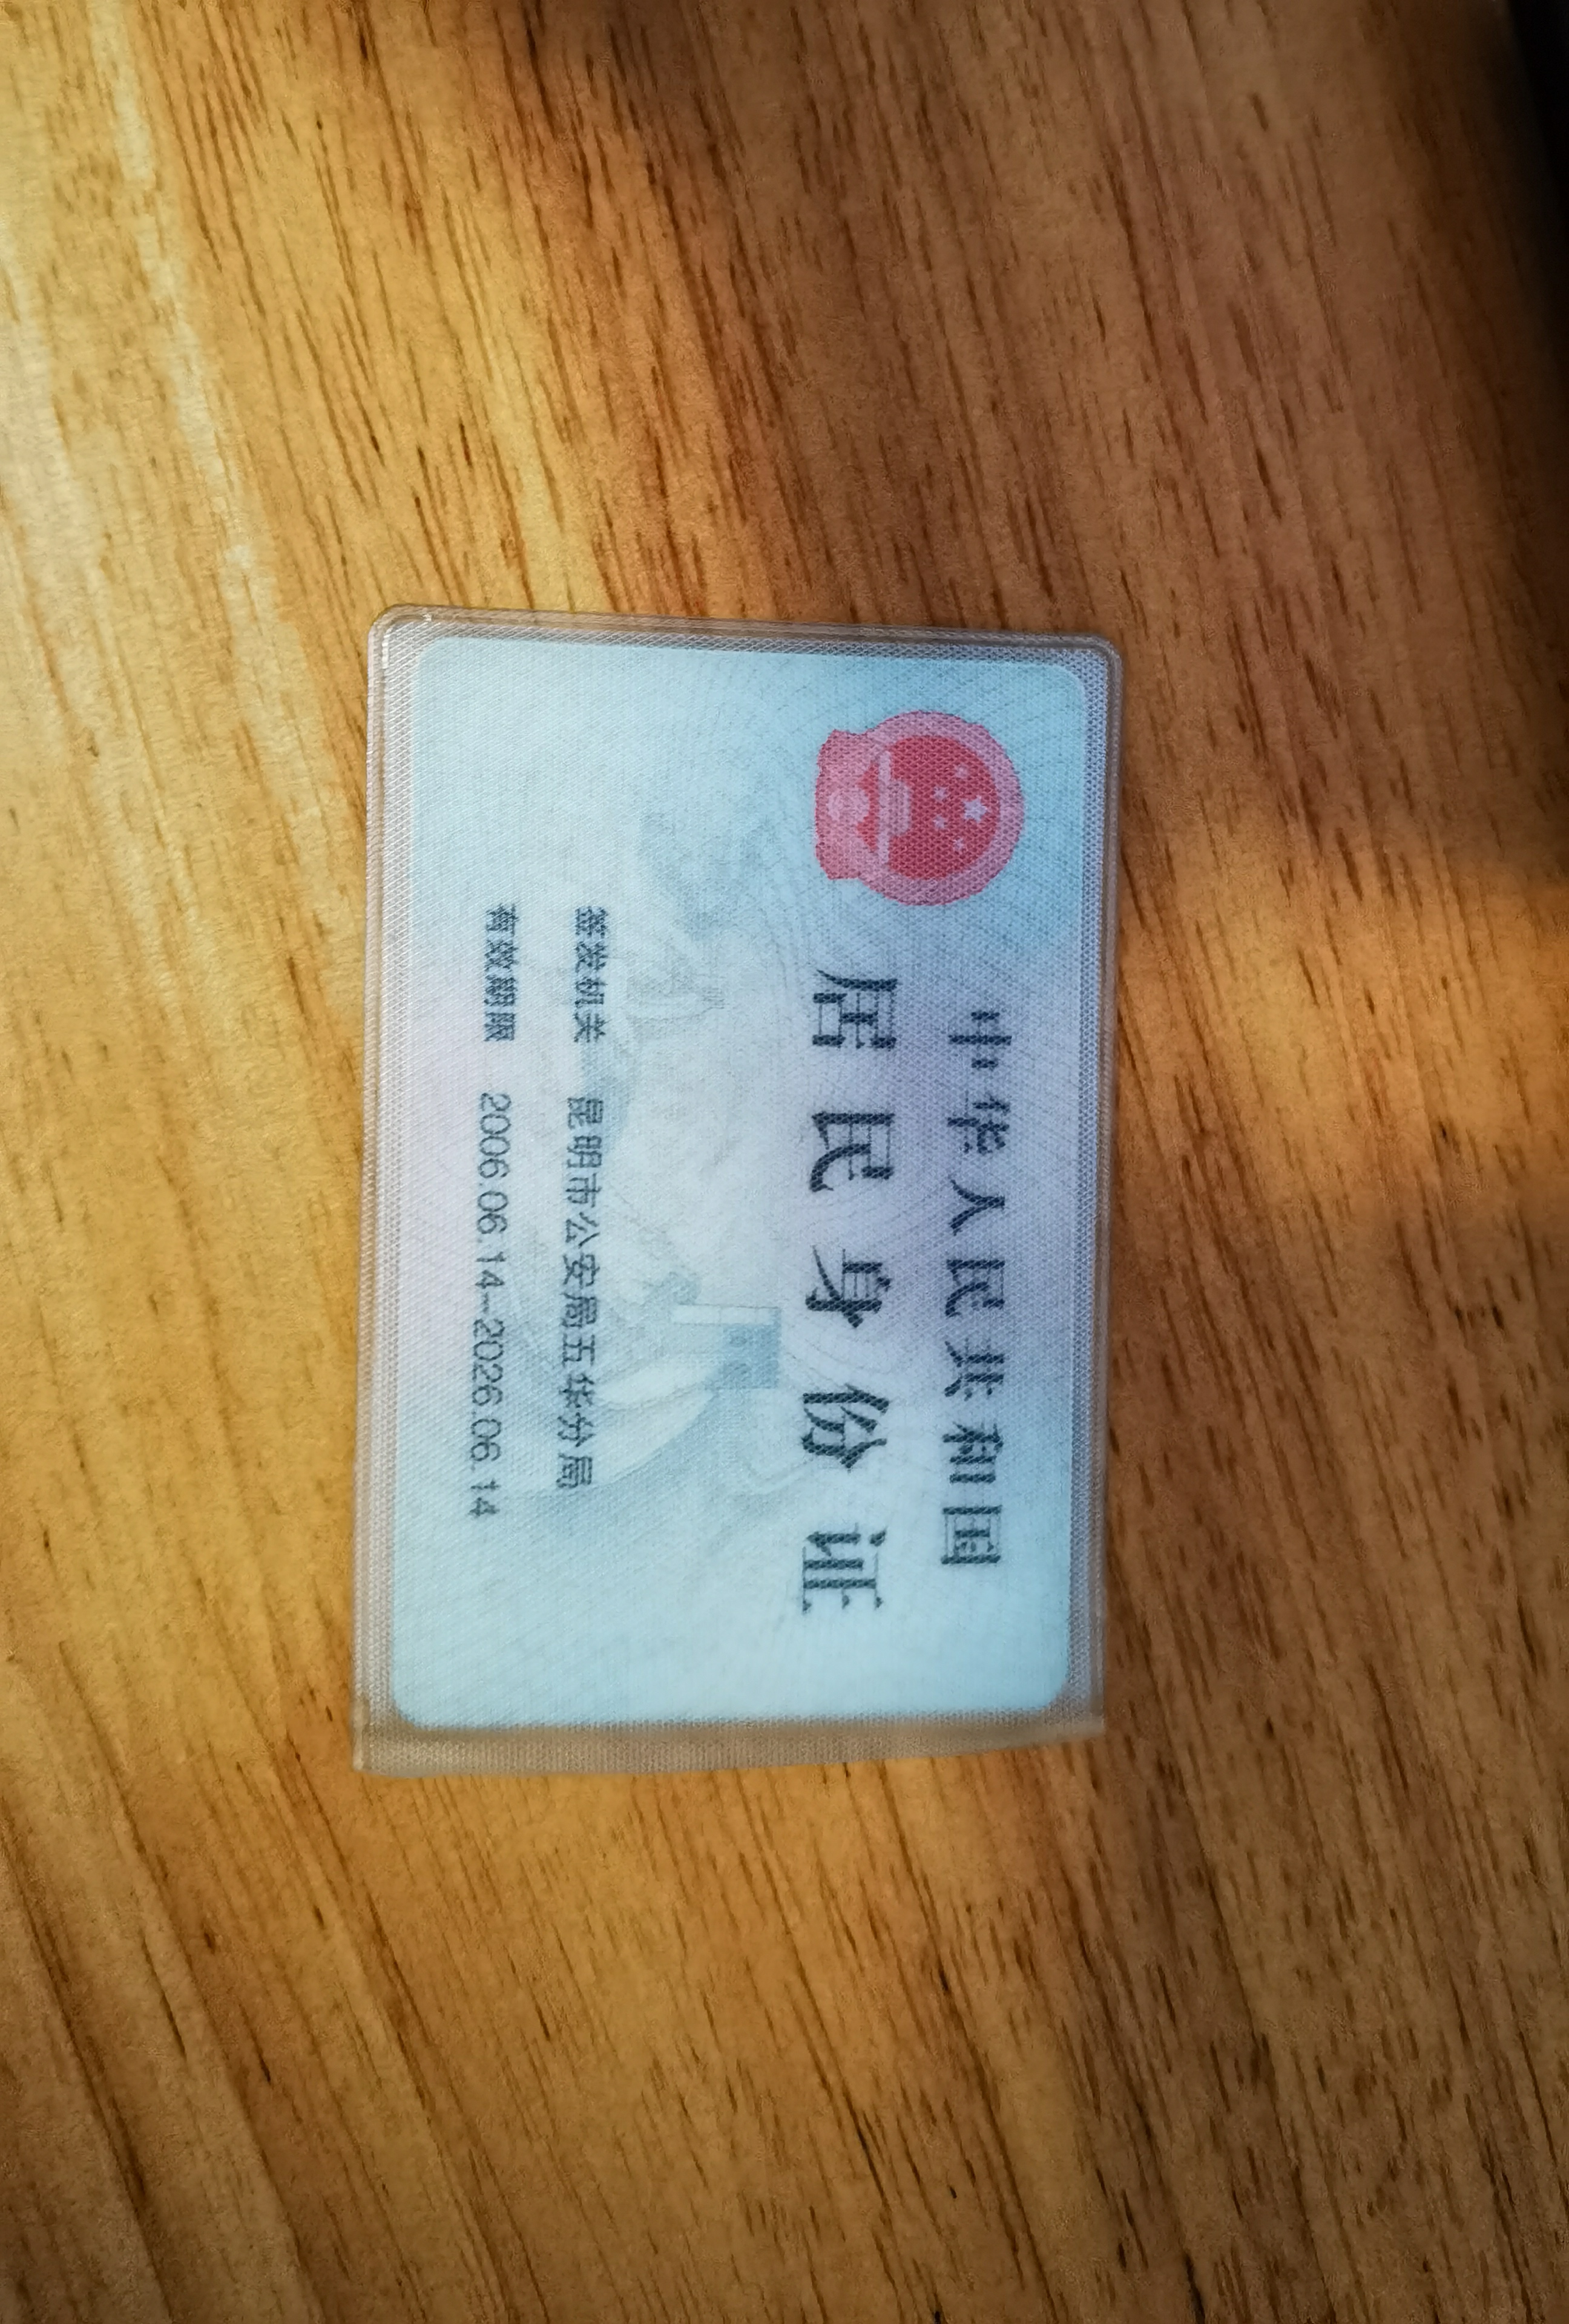 中华人民共和国
居民身份证
签发机关 昆明市公安局五华分局
有效期限 2006.06.14-2026.06.14